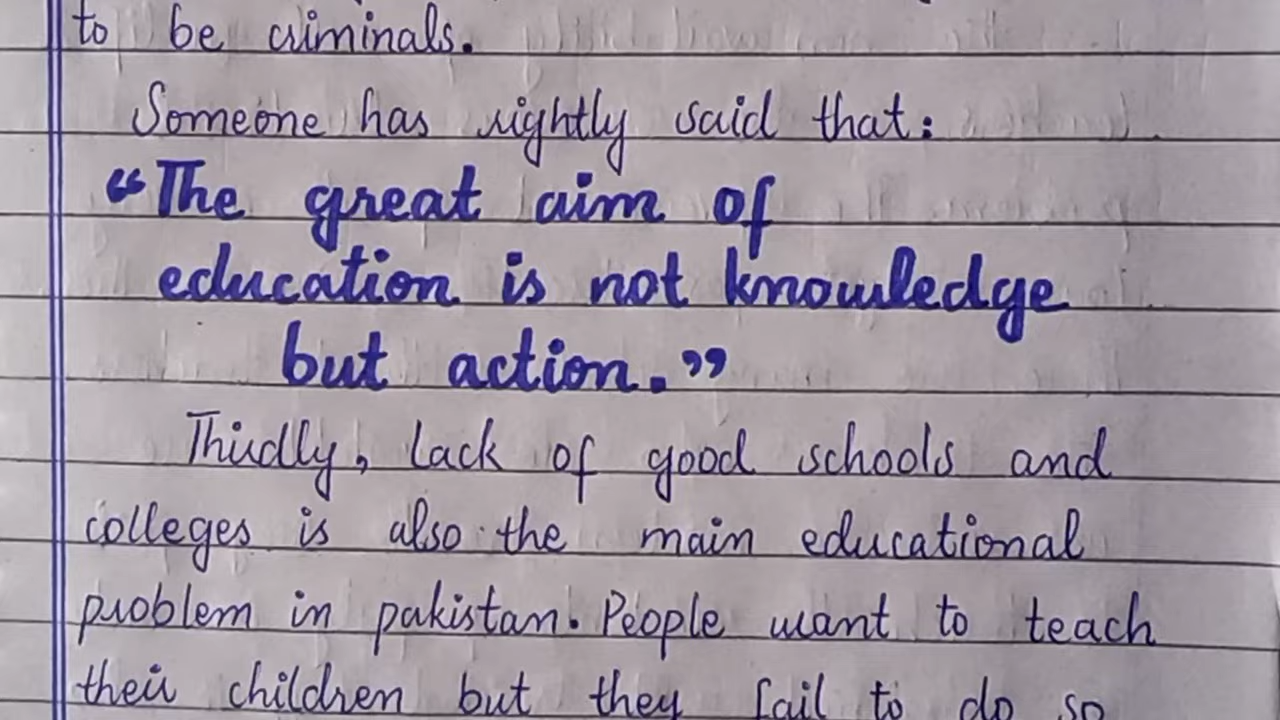 to be criminals.
Someone has rightly said that:
“The great aim of
education is not knowledge
but action.”
Thirdly, lack of good schools and
colleges is also the main educational
problem in pakistan. People want to teach
their children but they fail to do so